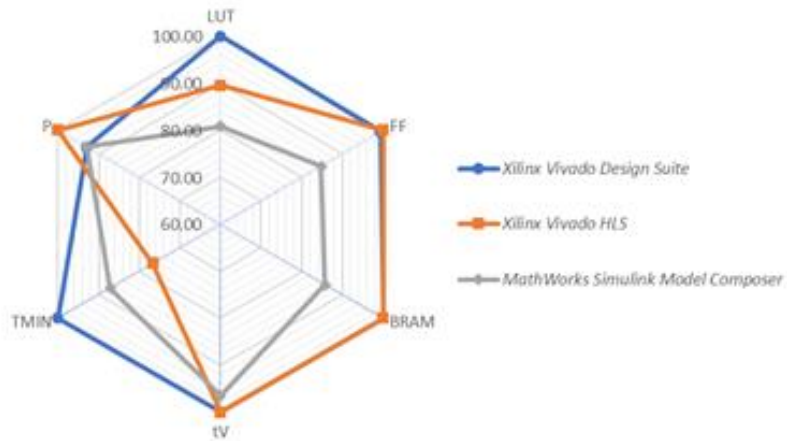 LUT
100.00
90.00
P
80.00
FF
70.00
60.00
TMIN
BRAM
tV
Xilinx Vivado Design Suite
Xilinx Vivado HLS
MathWorks Simulink Model Composer